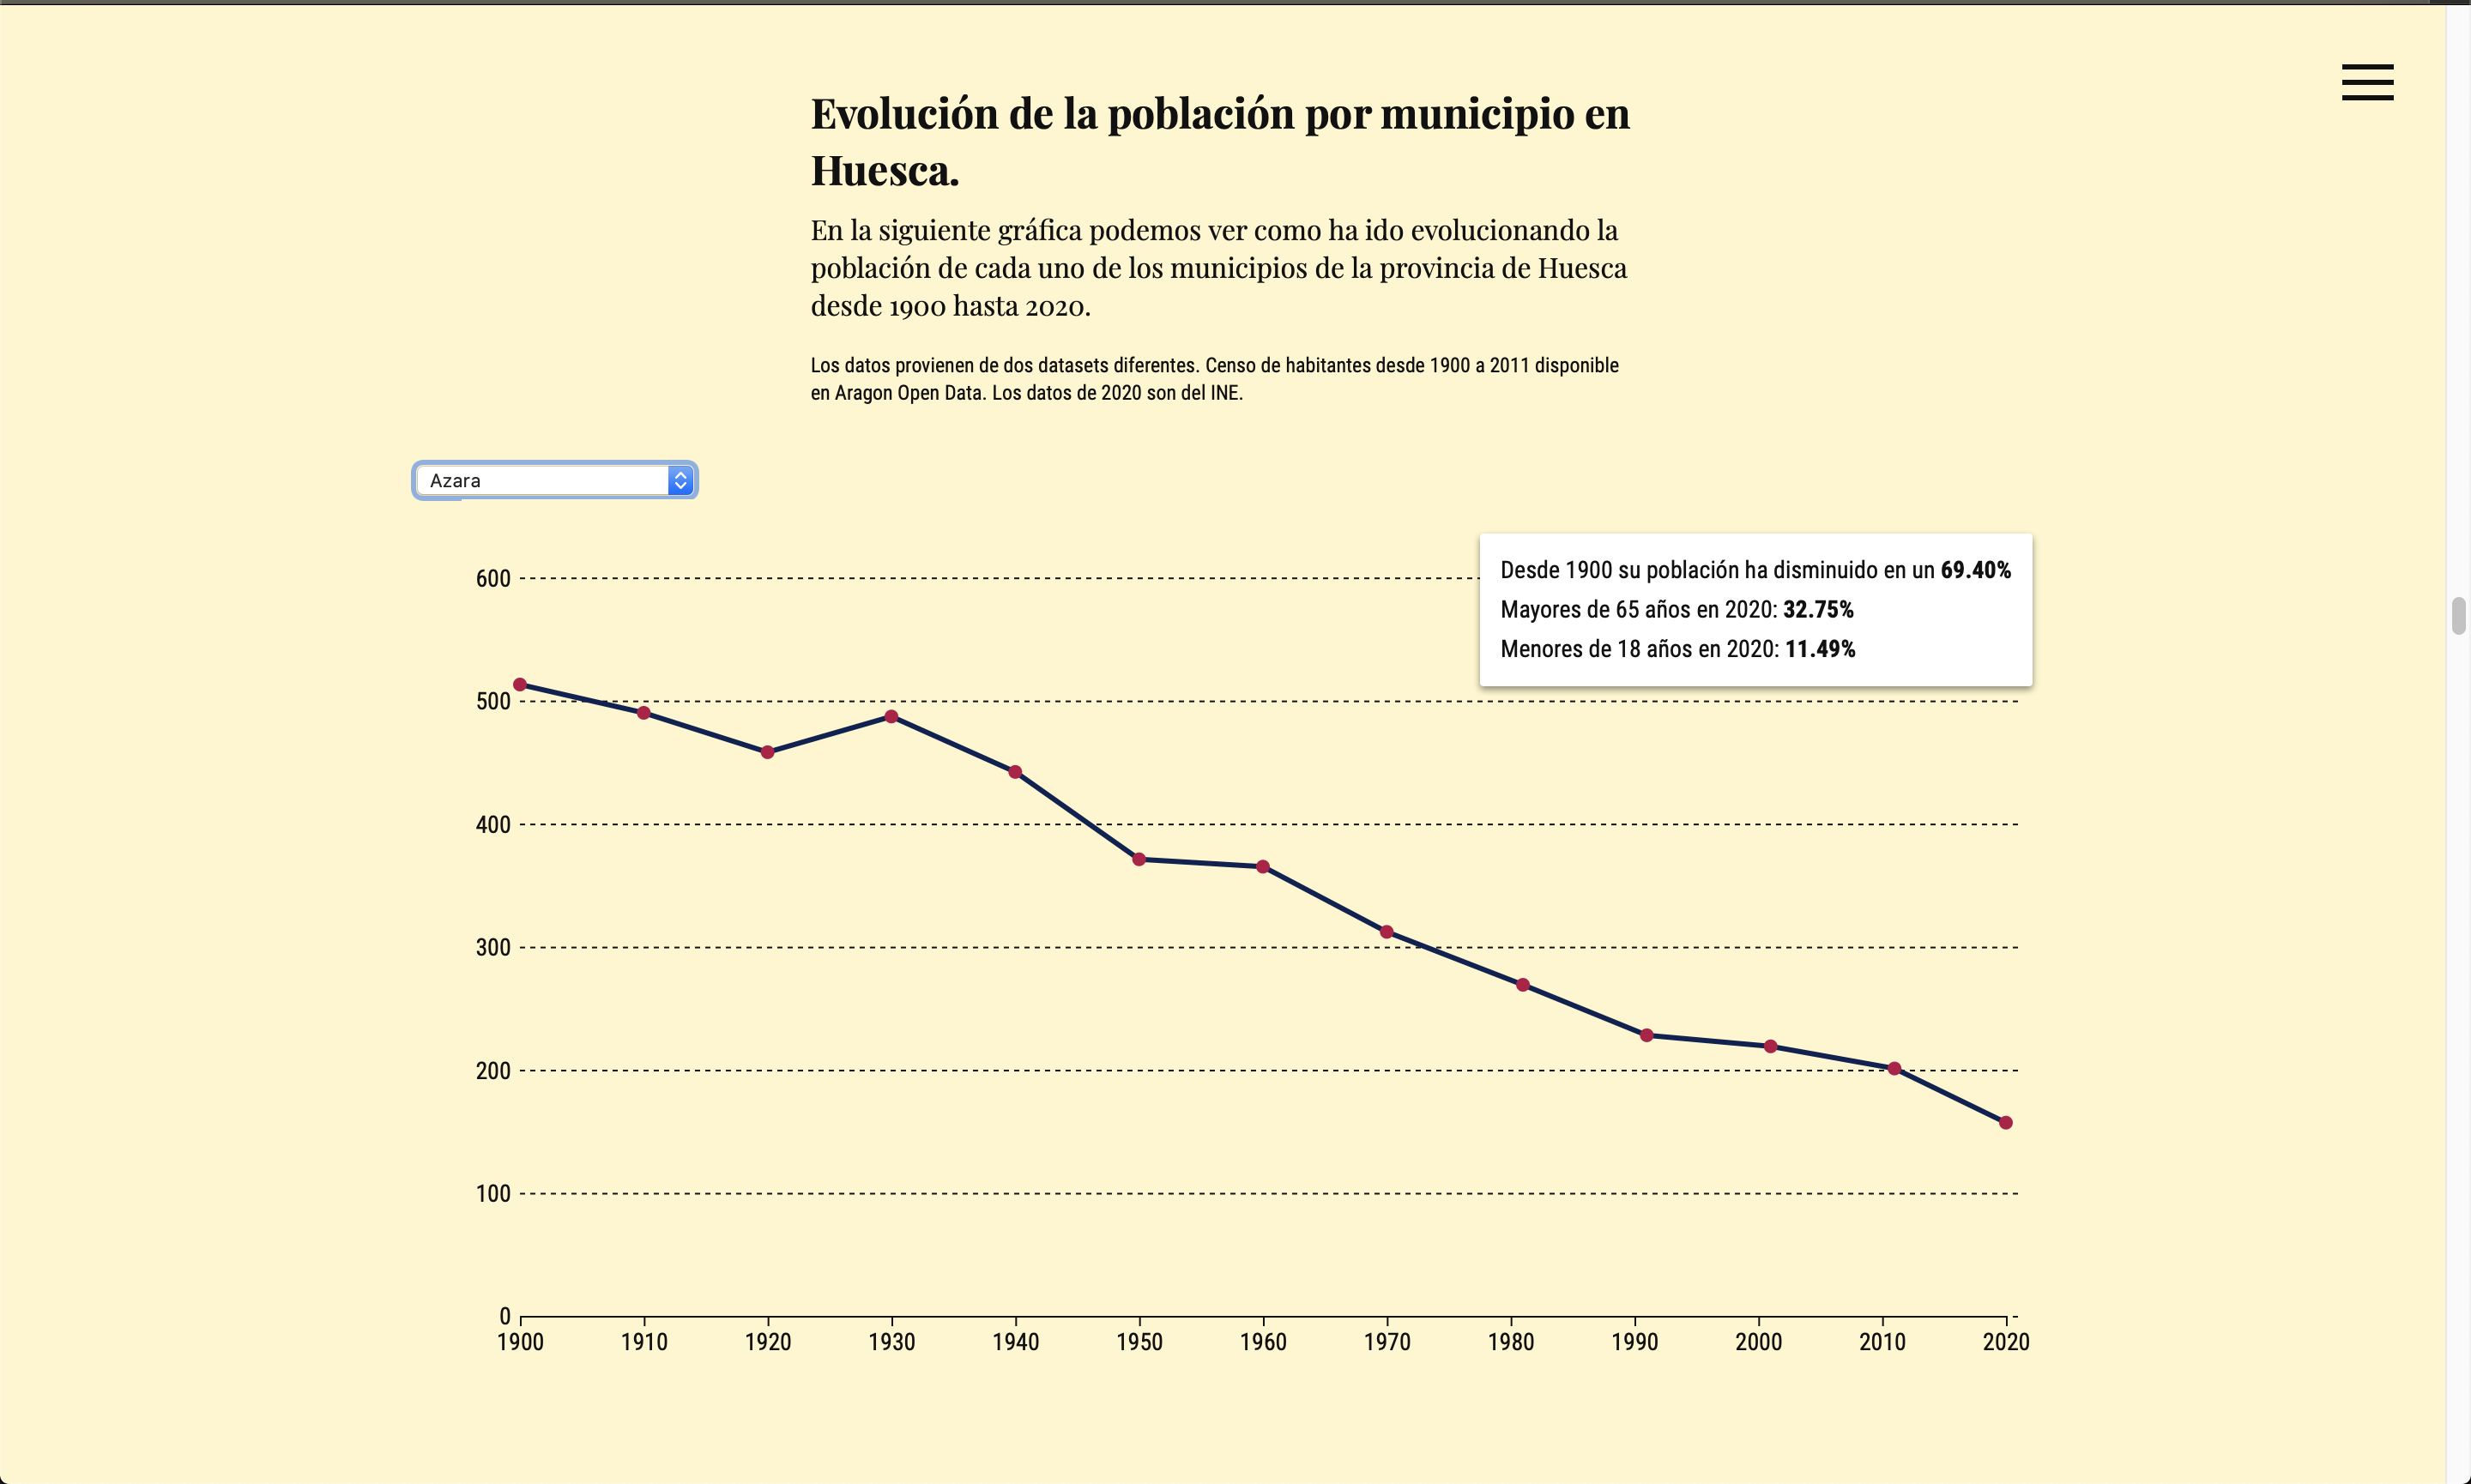 Evolución de la población por municipio en
Huesca.
En la siguiente gráfica podemos ver como ha ido evolucionando la
población de cada uno de los municipios de la provincia de Huesca
desde 1900 hasta 2020.
Los datos provienen de dos datasets diferentes. Censo de habitantes desde 1900 a 2011 disponible
en Aragon Open Data. Los datos de 2020 son del INE.
Azara
Desde 1900 su población ha disminuido en un 69.40%
Mayores de 65 años en 2020: 32.75%
Menores de 18 años en 2020: 11.49%
600
500
400
300
200
100
0
1900 1910 1920 1930 1940 1950 1960 1970 1980 1990 2000 2010 2020